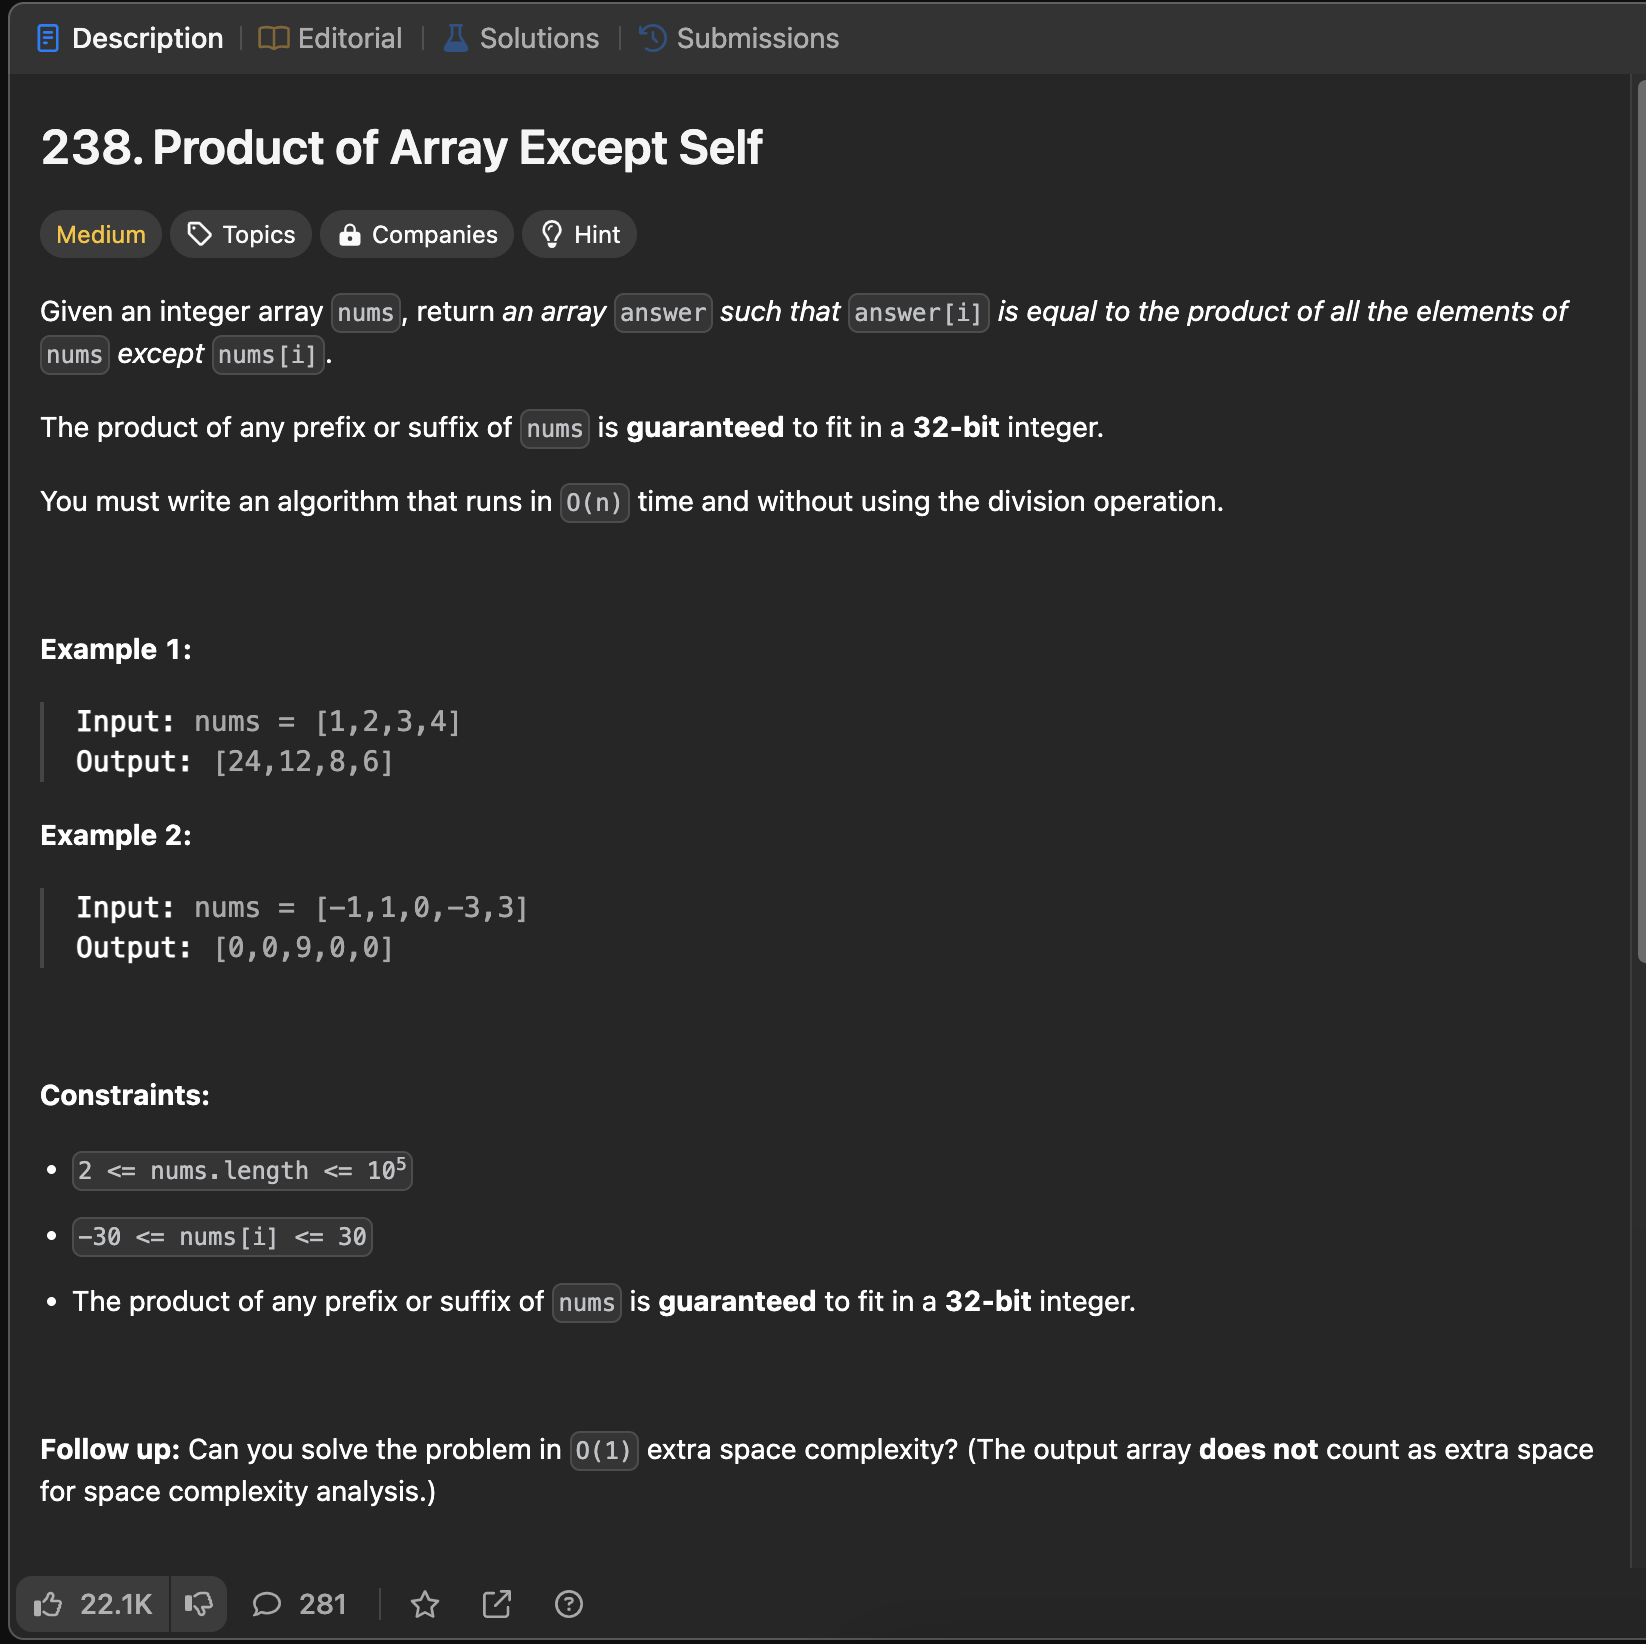 Description | Editorial | Solutions | Submissions
238. Product of Array Except Self
Medium Topics Companies Hint
Given an integer array nums, return an array answer such that answer[i] is equal to the product of all the elements of
nums except nums[i].
The product of any prefix or suffix of nums is guaranteed to fit in a 32-bit integer.
You must write an algorithm that runs in O(n) time and without using the division operation.
Example 1:
Input: nums = [1,2,3,4]
Output: [24,12,8,6]
Example 2:
Input: nums = [-1,1,0,-3,3]
Output: [0,0,9,0,0]
Constraints:
• 2 <= nums.length <= 10⁵
• -30 <= nums[i] <= 30
• The product of any prefix or suffix of nums is guaranteed to fit in a 32-bit integer.
Follow up: Can you solve the problem in O(1) extra space complexity? (The output array does not count as extra space
for space complexity analysis.)
22.1K 281